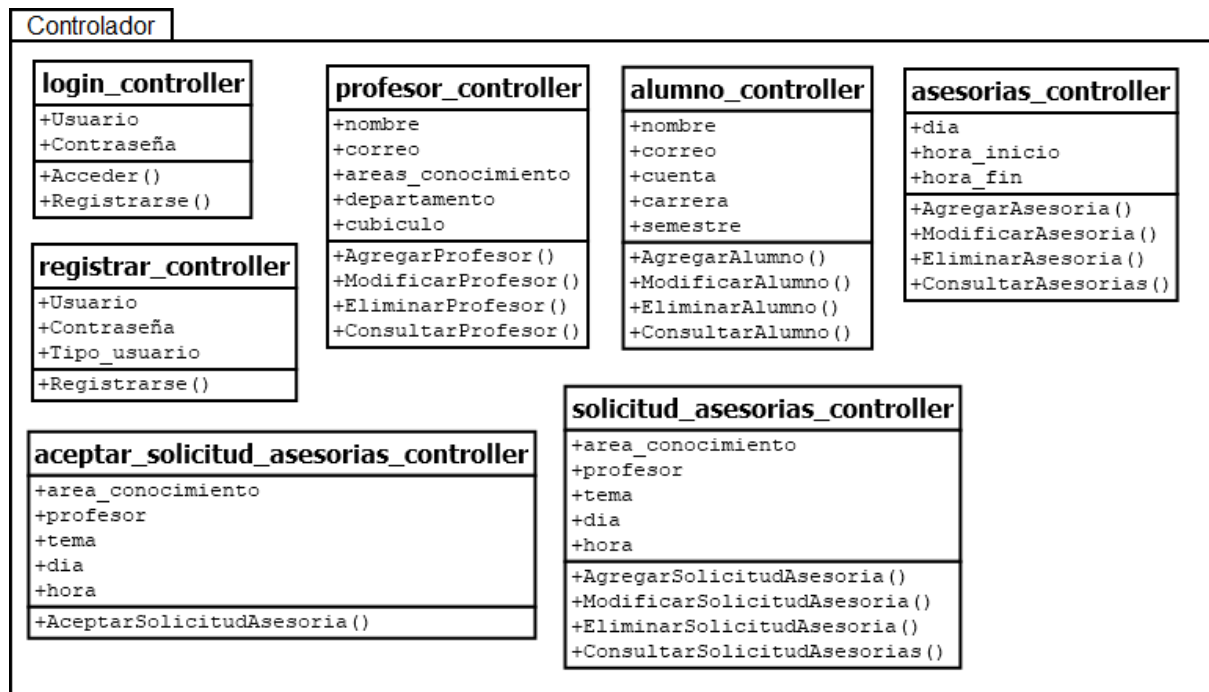 Controlador
login_controller
+Usuario
+Contraseña
+Acceder()
+Registrarse()
profesor_controller
+nombre
+correo
+areas_conocimiento
+departamento
+cubiculo
+AgregarProfesor()
+ModificarProfesor()
+EliminarProfesor()
+ConsultarProfesor()
alumno_controller
+nombre
+correo
+cuenta
+carrera
+semestre
+AgregarAlumno()
+ModificarAlumno()
+EliminarAlumno()
+ConsultarAlumno()
asesorias_controller
+dia
+hora_inicio
+hora_fin
+AgregarAsesoria()
+ModificarAsesoria()
+EliminarAsesoria()
+ConsultarAsesorias()
registrar_controller
+Usuario
+Contraseña
+Tipo_usuario
+Registrarse()
aceptar_solicitud_asesorias_controller
+area_conocimiento
+profesor
+tema
+dia
+hora
+AceptarSolicitudAsesoria()
solicitud_asesorias_controller
+area_conocimiento
+profesor
+tema
+dia
+hora
+AgregarSolicitudAsesoria()
+ModificarSolicitudAsesoria()
+EliminarSolicitudAsesoria()
+ConsultarSolicitudAsesorias()